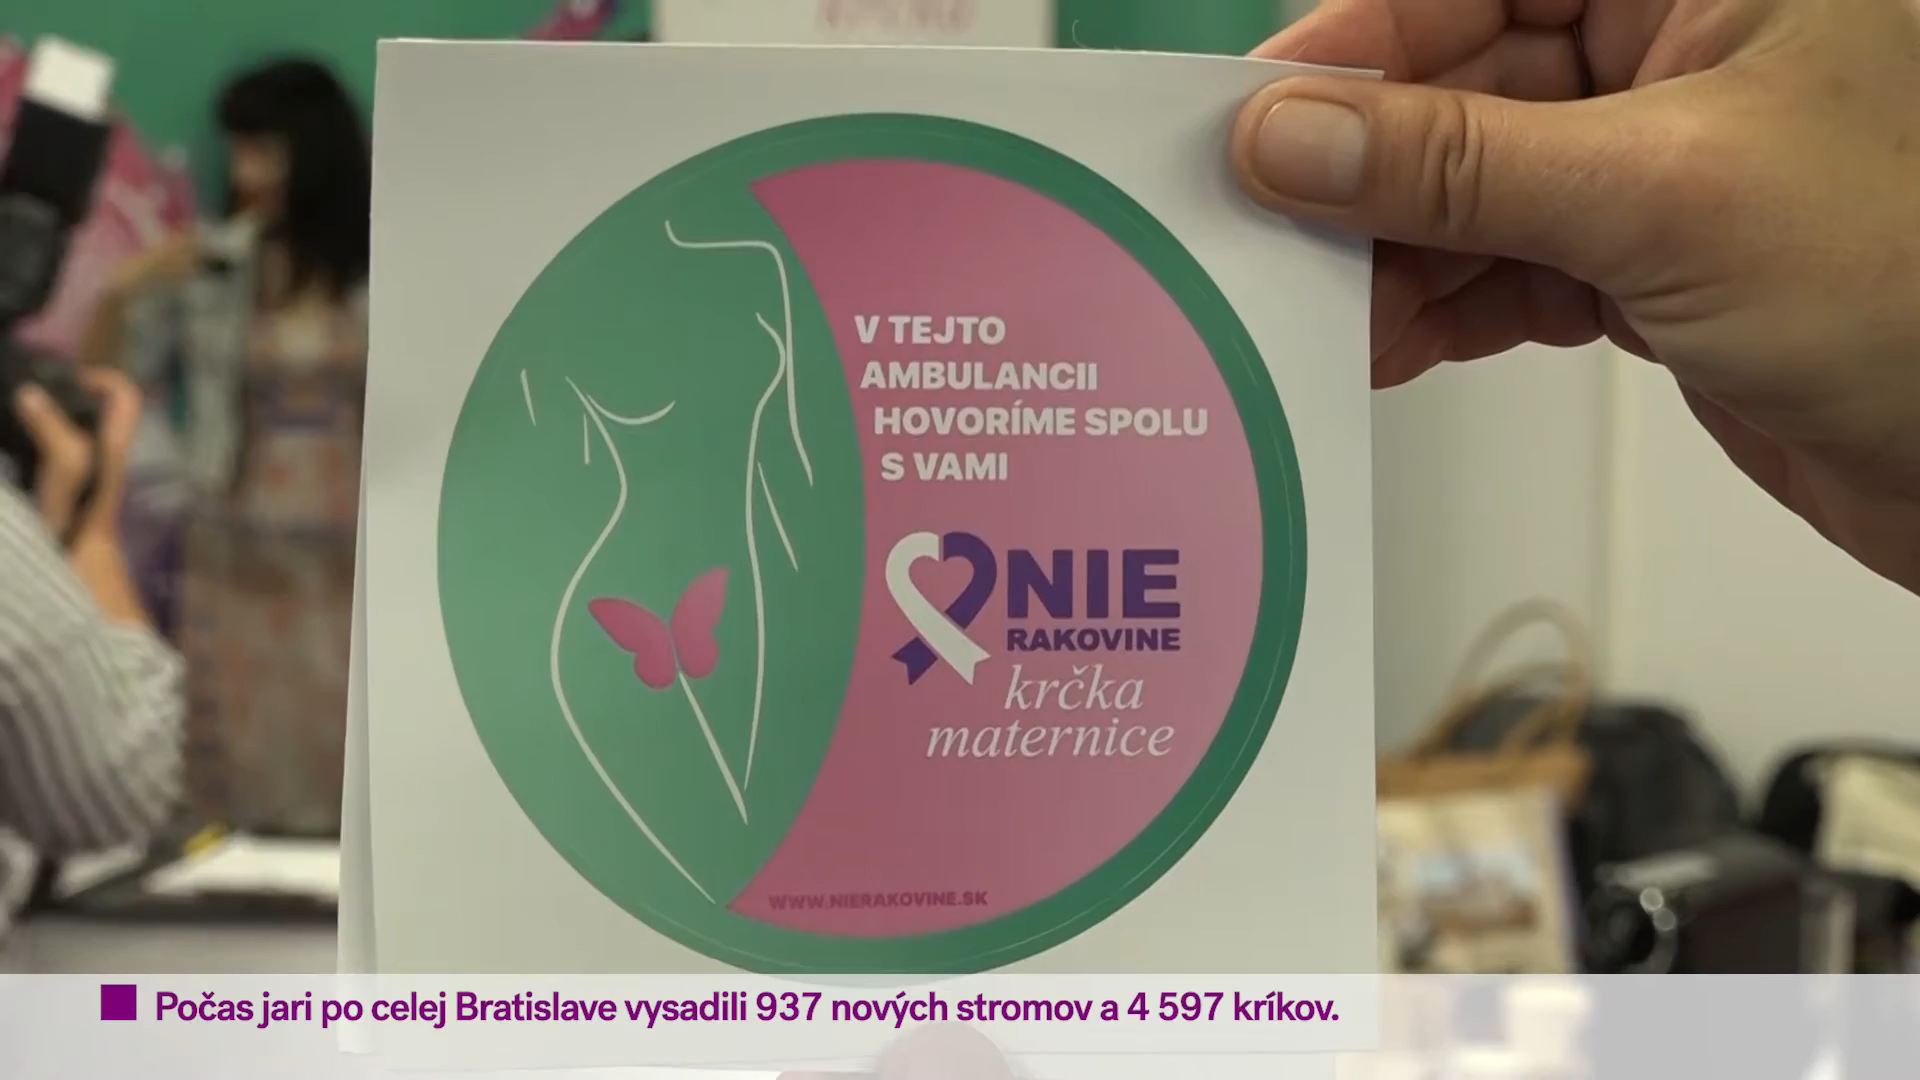 V TEJTO
AMBULANCII
HOVORÍME SPOLU
S VAMI
NIE
RAKOVINE
krčka
maternice
WWW.NIERAKOVINE.SK
Počas jari po celej Bratislave vysadili 937 nových stromov a 4 597 kríkov.